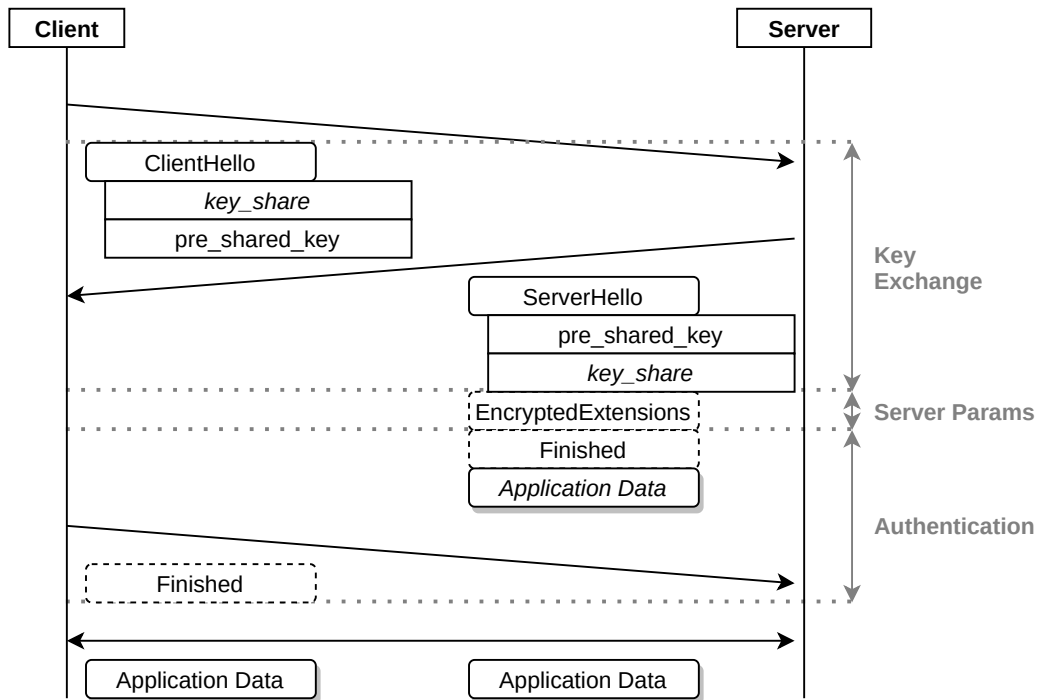 Client
Server
ClientHello
key_share
pre_shared_key
Key
Exchange
ServerHello
pre_shared_key
key_share
EncryptedExtensions
Server Params
Finished
Application Data
Authentication
Finished
Application Data
Application Data